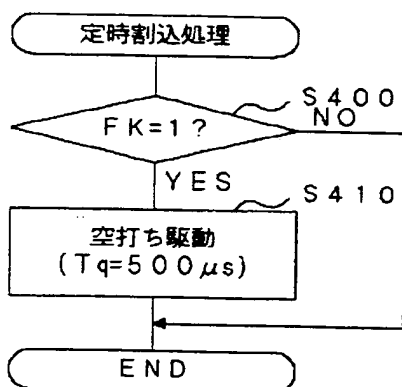 定時割込処理
S400
FK=1?
NO
YES
S410
空打ち駆動
(Tq=500μs)
END